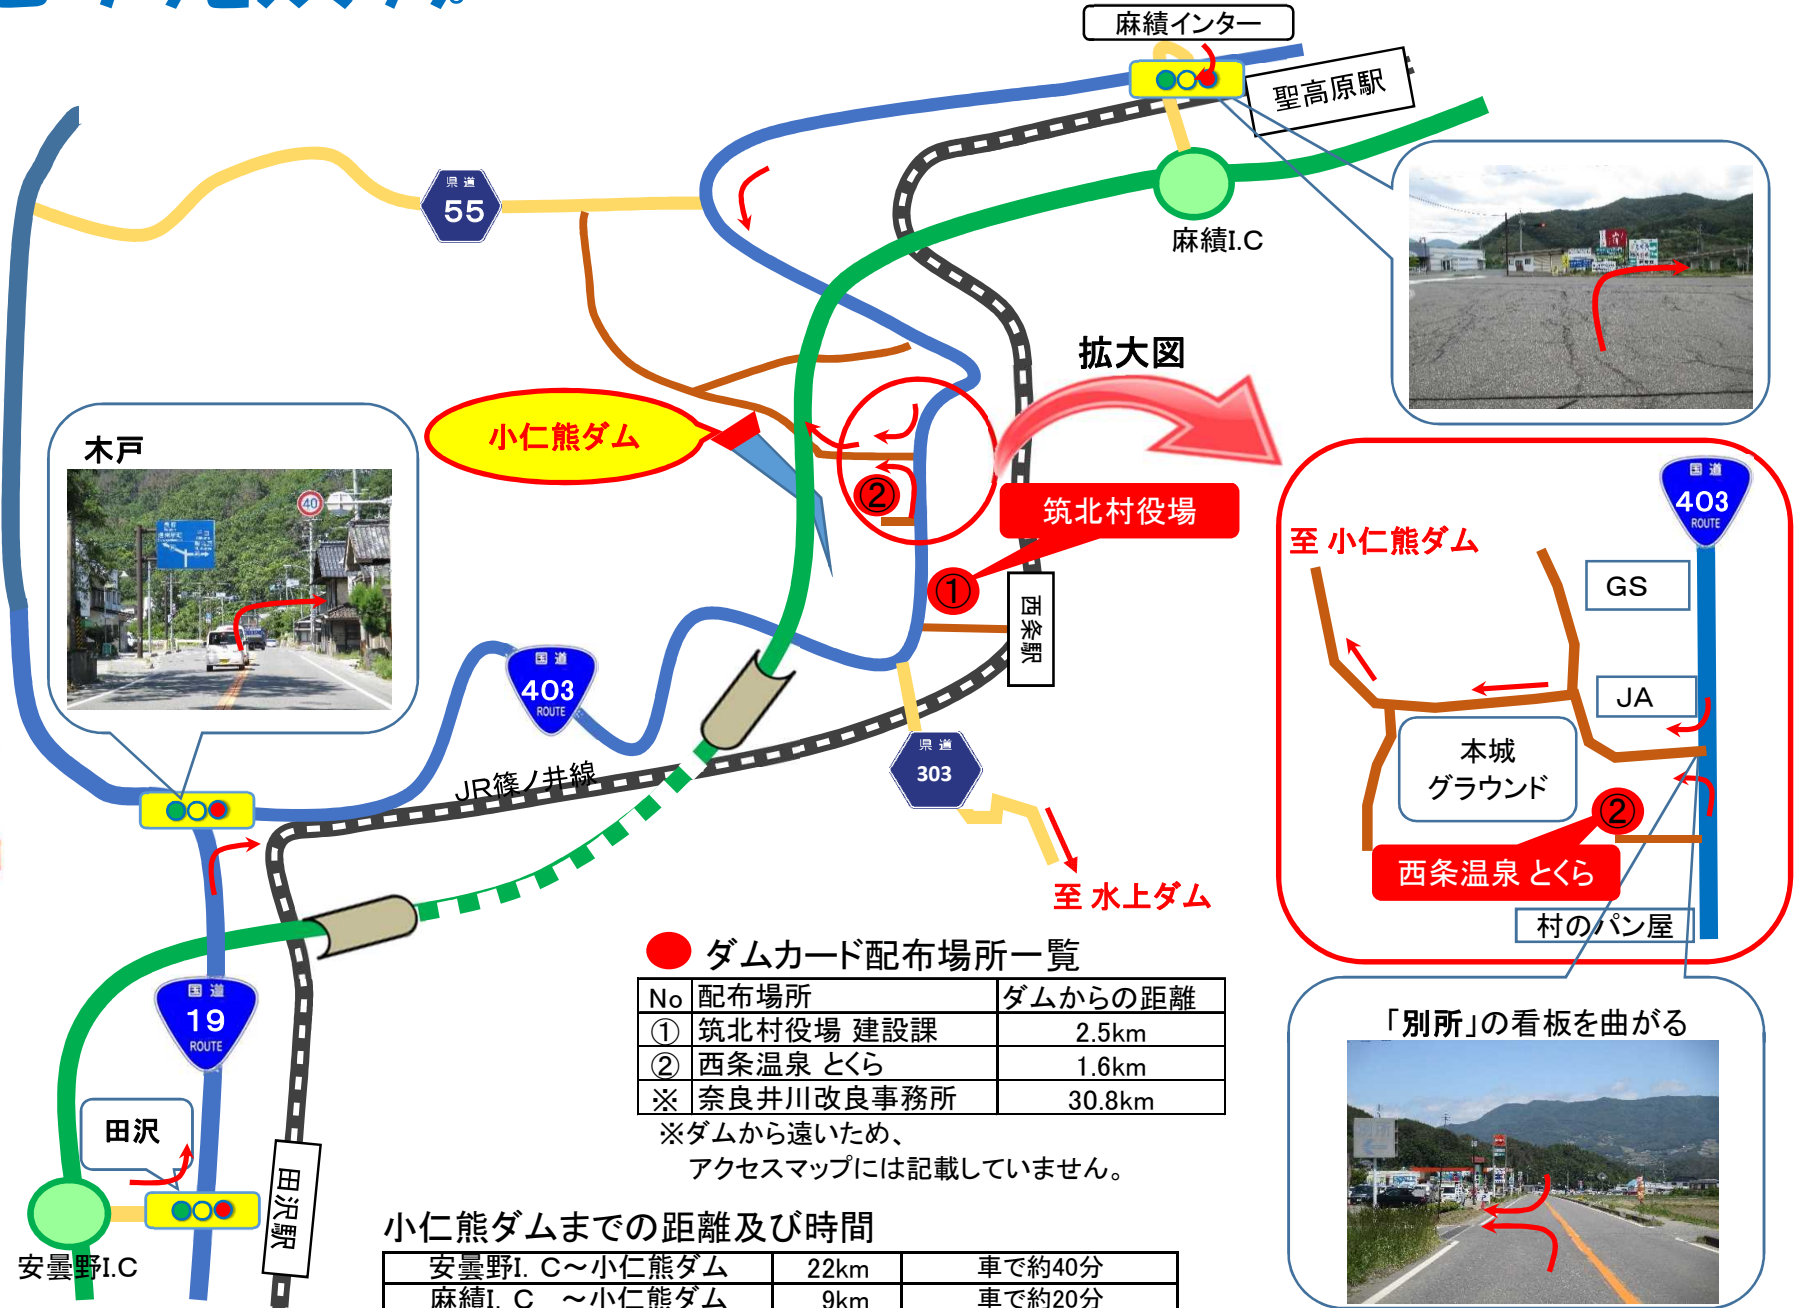 麻績インター
聖高原駅
県道
55
麻績I.C
拡大図
木戸
40
小仁熊ダム
②
筑北村役場
①
西条駅
国道
403
ROUTE
至 小仁熊ダム
GS
JA
本城
グラウンド
②
西条温泉 とくら
村のパン屋
国道
403
ROUTE
県道
303
JR篠ノ井線
至 水上ダム
国道
19
ROUTE
田沢
田沢駅
安曇野I.C
ダムカード配布場所一覧
No 配布場所 ダムからの距離
① 筑北村役場 建設課 2.5km
② 西条温泉 とくら 1.6km
※ 奈良井川改良事務所 30.8km
※ダムから遠いため、
アクセスマップには記載していません。
「別所」の看板を曲がる
小仁熊ダムまでの距離及び時間
安曇野I. C～小仁熊ダム 22km 車で約40分
麻績I. C ～小仁熊ダム 9km 車で約20分